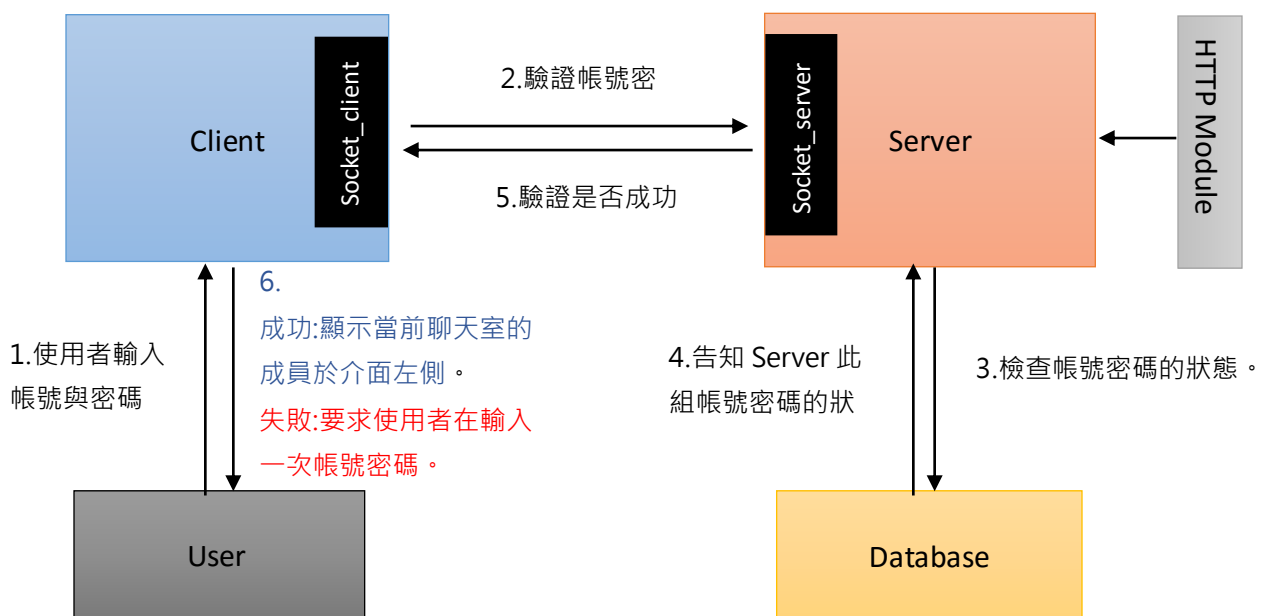 Client
Socket_client
2.驗證帳號密
5.驗證是否成功
Socket_server
Server
HTTP Module
1.使用者輸入
帳號與密碼
6.
成功:顯示當前聊天室的
成員於介面左側。
失敗:要求使用者在輸入
一次帳號密碼。
4.告知 Server 此
組帳號密碼的狀
3.檢查帳號密碼的狀態。
User
Database